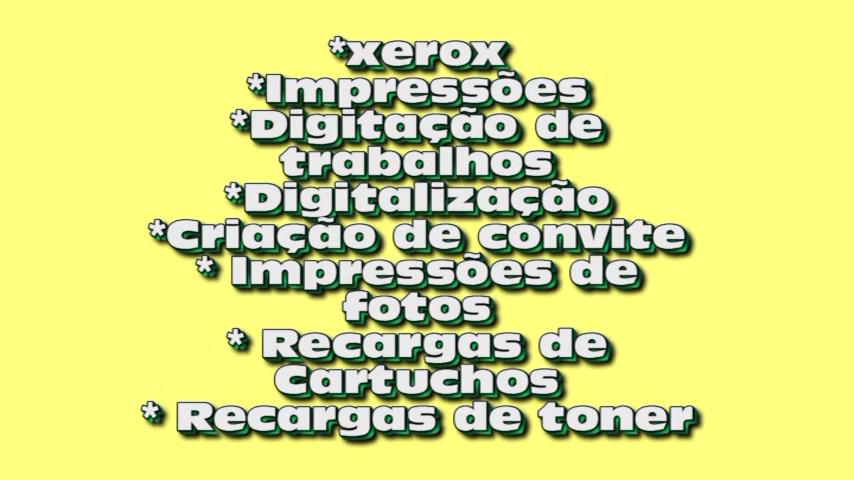 *xerox
*Impressões
*Digitação de
trabalhos
*Digitalização
*Criação de convite
* Impressões de
fotos
* Recargas de
Cartuchos
* Recargas de toner